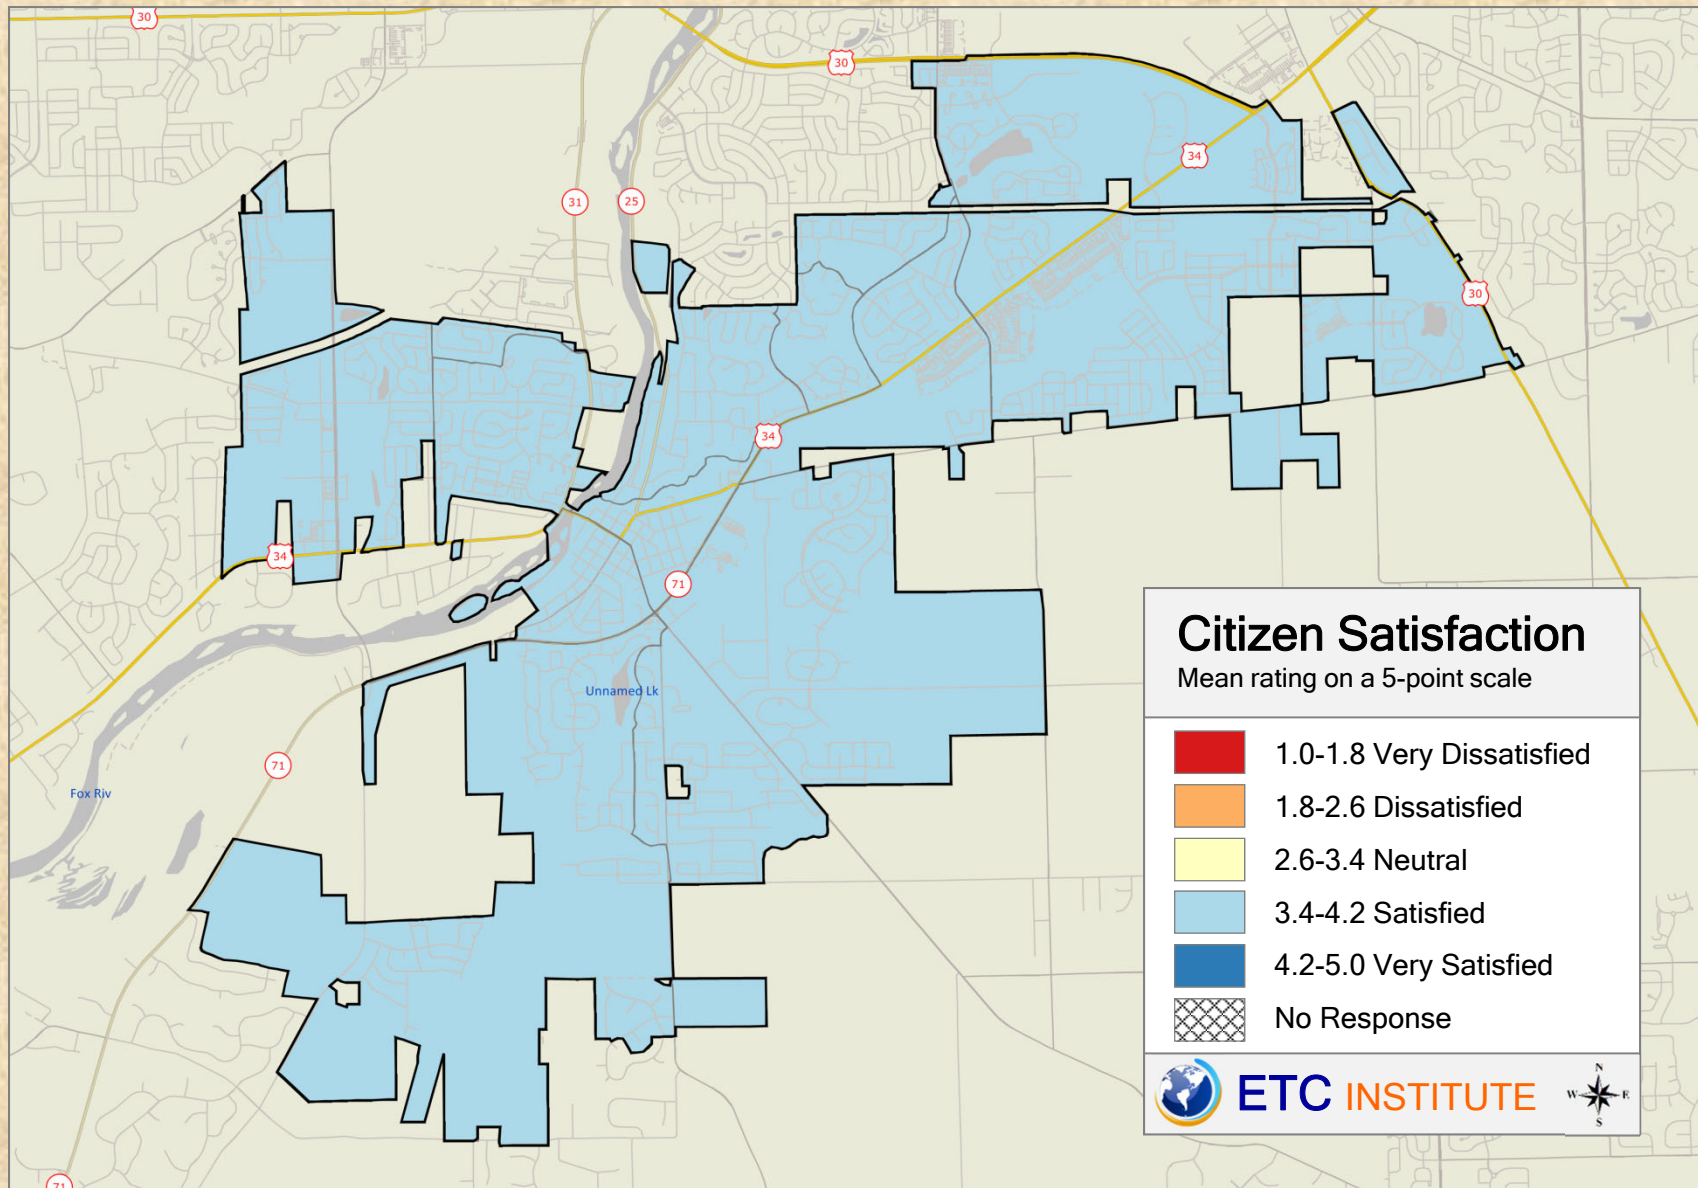 30
30
34
31
25
30
34
34
71
Unnamed Lk
71
Fox Riv
71
Citizen Satisfaction
Mean rating on a 5-point scale
1.0-1.8 Very Dissatisfied
1.8-2.6 Dissatisfied
2.6-3.4 Neutral
3.4-4.2 Satisfied
4.2-5.0 Very Satisfied
No Response
ETC INSTITUTE
N
W E
S